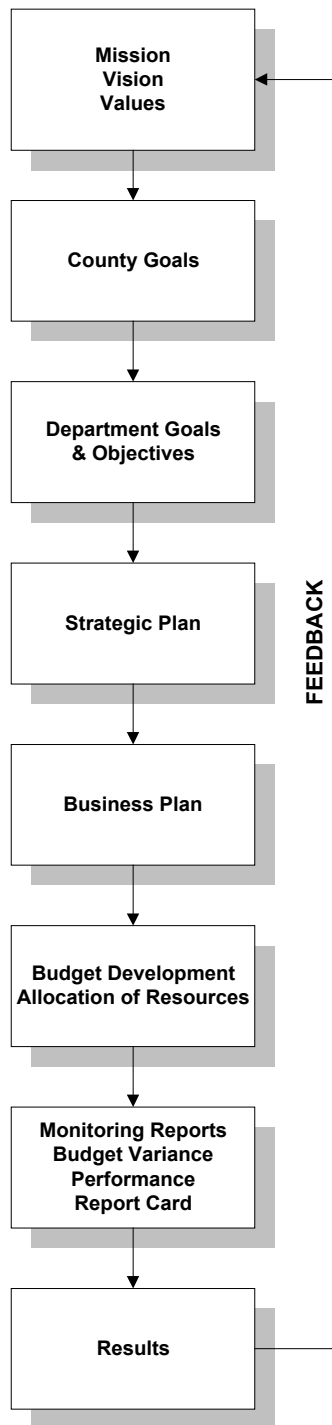 Mission
Vision
Values
County Goals
Department Goals
& Objectives
Strategic Plan
FEEDBACK
Business Plan
Budget Development
Allocation of Resources
Monitoring Reports
Budget Variance
Performance
Report Card
Results